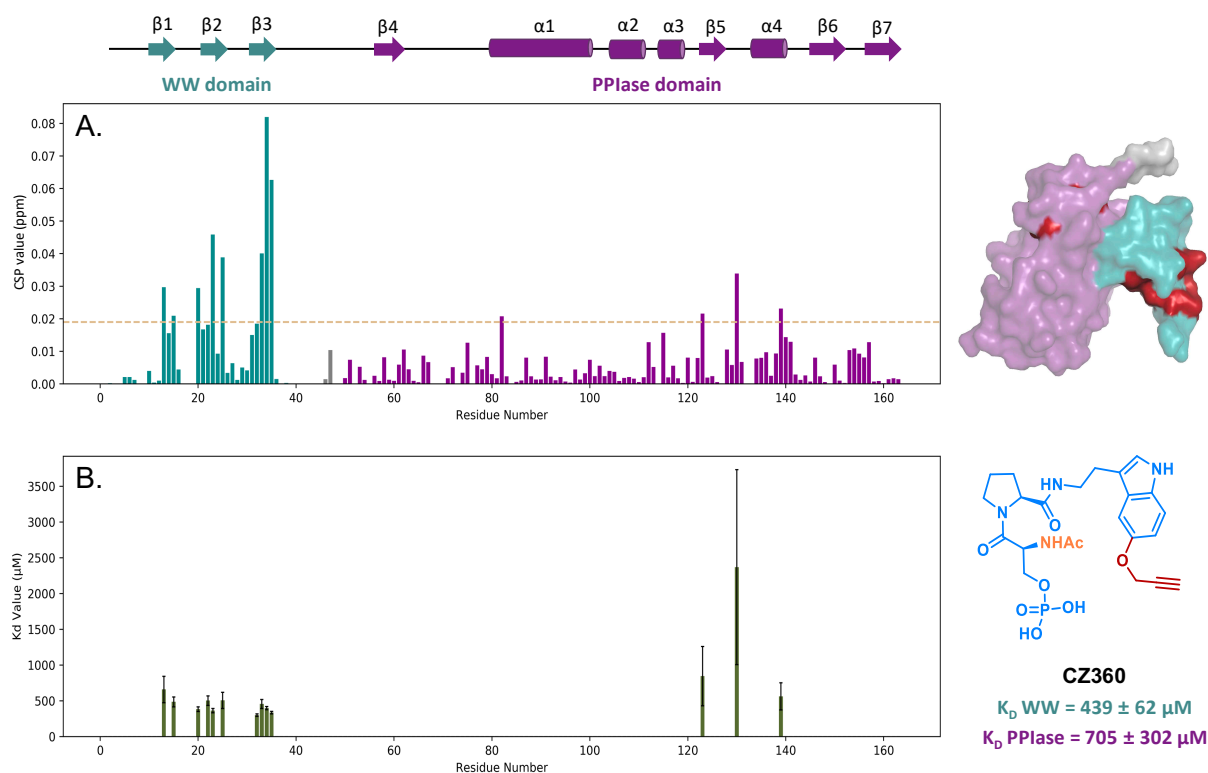 β1 β2 β3 β4 α1 α2 α3 β5 α4 β6 β7
WW domain PPIase domain
A.
CSP value (ppm)
0.08
0.07
0.06
0.05
0.04
0.03
0.02
0.01
0.00
0 20 40 60 80 100 120 140 160
Residue Number
B.
Kd Value (μM)
3500
3000
2500
2000
1500
1000
500
0
0 20 40 60 80 100 120 140 160
Residue Number
NH
HN
N
O
O
NHAc
O
O
O=P-OH
HO
CZ360
K_D WW = 439 ± 62 μM
K_D PPIase = 705 ± 302 μM